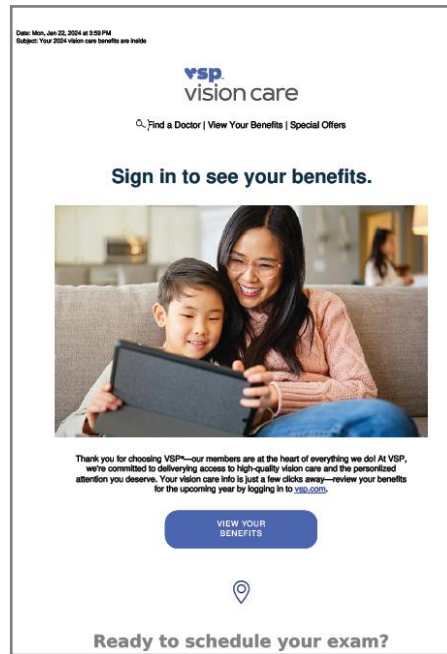 Date: Mon, Jan 22, 2024 at 3:59 PM
Subject: Your 2024 vision care benefits are inside
vsp.
vision care
Find a Doctor | View Your Benefits | Special Offers
Sign in to see your benefits.
Thank you for choosing VSP®—our members are at the heart of everything we do! At VSP,
we're committed to deliverying access to high-quality vision care and the personlized
attention you deserve. Your vision care info is just a few clicks away—review your benefits
for the upcoming year by logging in to vsp.com.
VIEW YOUR
BENEFITS
Ready to schedule your exam?